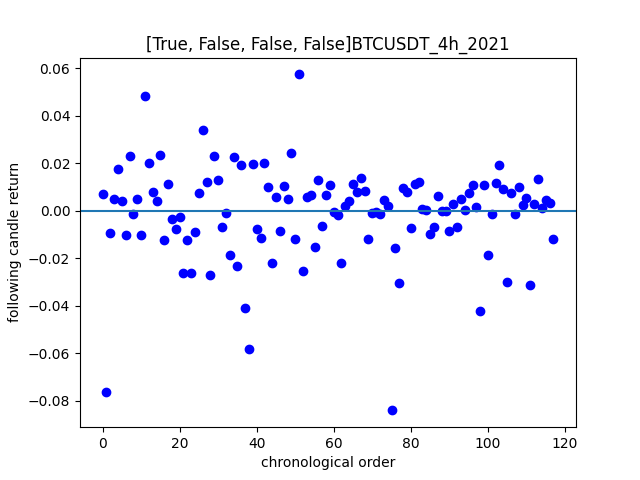 [True, False, False, False]BTCUSDT_4h_2021
following candle return
0.06
0.04
0.02
0.00
−0.02
−0.04
−0.06
−0.08
0 20 40 60 80 100 120
chronological order